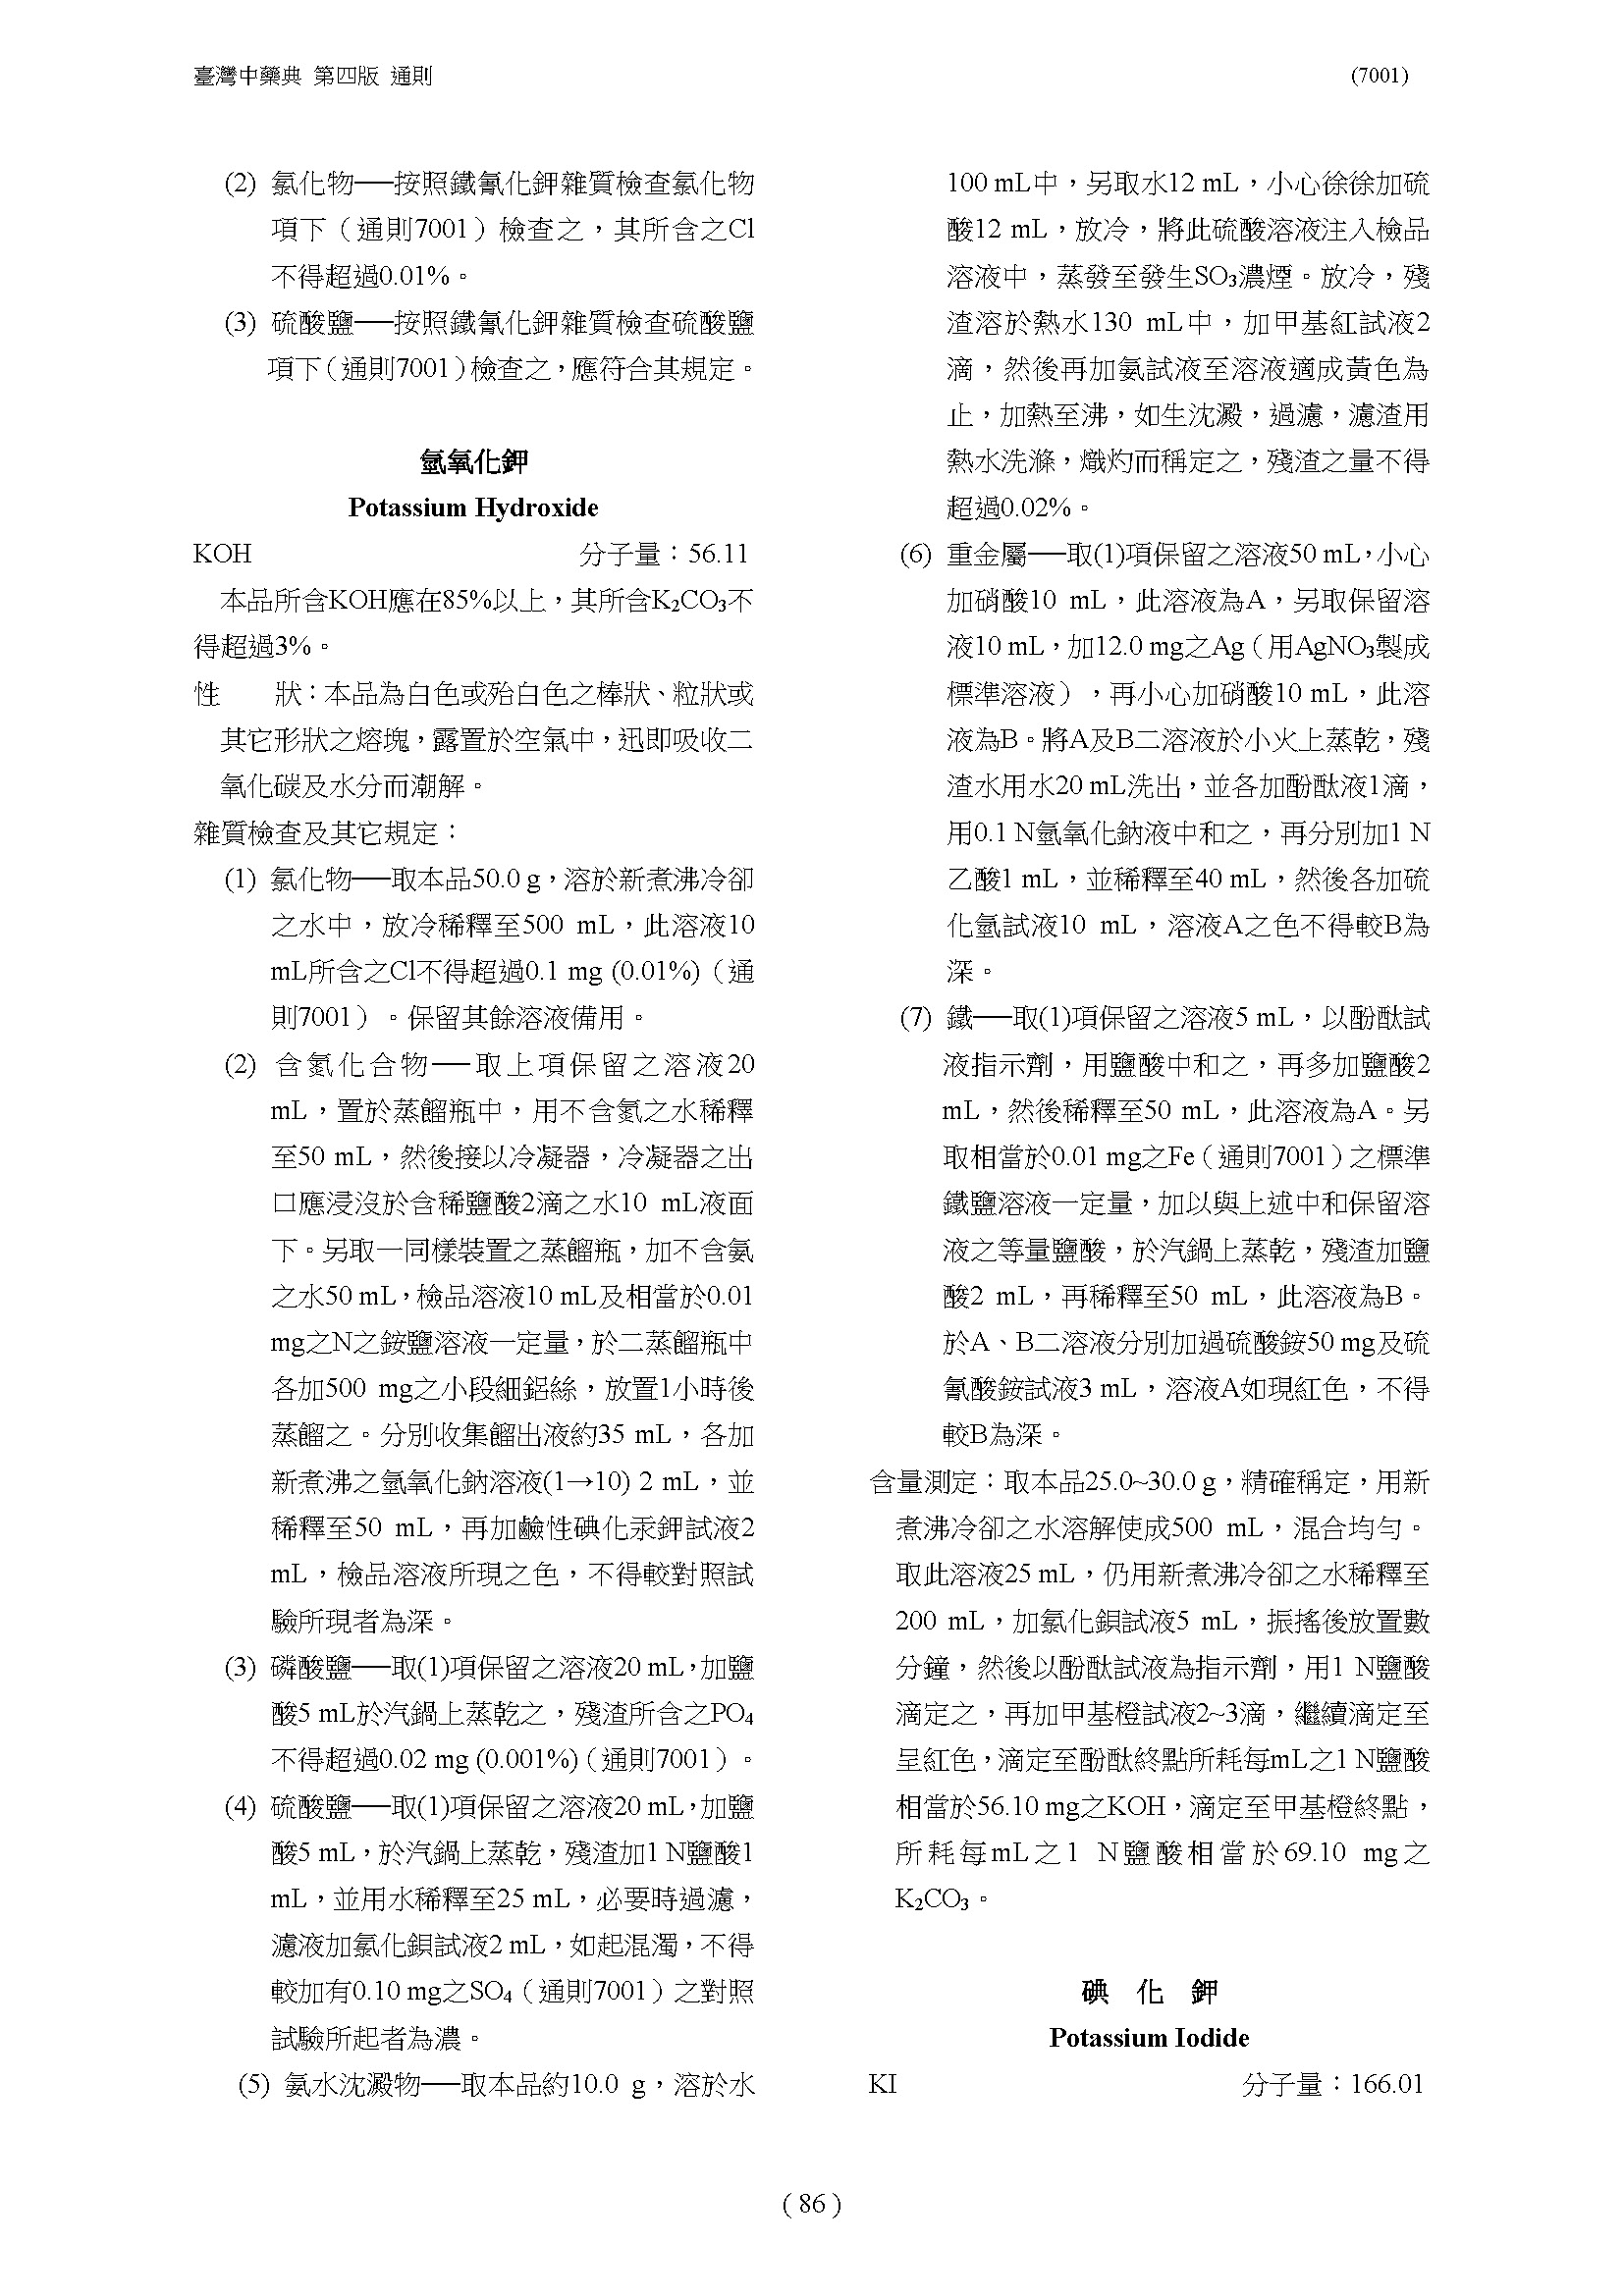 臺灣中藥典 第四版 通則
(7001)
(2) 氯化物──按照鐵氰化鉀雜質檢查氯化物
項下（通則7001）檢查之，其所含之Cl
不得超過0.01%。
(3) 硫酸鹽──按照鐵氰化鉀雜質檢查硫酸鹽
項下（通則7001）檢查之，應符合其規定。
氫氧化鉀
Potassium Hydroxide
KOH 分子量：56.11
本品所含KOH應在85%以上，其所含K₂CO₃不
得超過3%。
性　　狀：本品為白色或殆白色之棒狀、粒狀或
其它形狀之熔塊，露置於空氣中，迅即吸收二
氧化碳及水分而潮解。
雜質檢查及其它規定：
(1) 氯化物──取本品50.0 g，溶於新煮沸冷卻
之水中，放冷稀釋至500 mL，此溶液10
mL所含之Cl不得超過0.1 mg (0.01%)（通
則7001）。保留其餘溶液備用。
(2) 含氮化合物──取上項保留之溶液20
mL，置於蒸餾瓶中，用不含氮之水稀釋
至50 mL，然後接以冷凝器，冷凝器之出
口應浸沒於含稀鹽酸2滴之水10 mL液面
下。另取一同樣裝置之蒸餾瓶，加不含氨
之水50 mL，檢品溶液10 mL及相當於0.01
mg之N之銨鹽溶液一定量，於二蒸餾瓶中
各加500 mg之小段細鋁絲，放置1小時後
蒸餾之。分別收集餾出液約35 mL，各加
新煮沸之氫氧化鈉溶液(1→10) 2 mL，並
稀釋至50 mL，再加鹼性碘化汞鉀試液2
mL，檢品溶液所現之色，不得較對照試
驗所現者為深。
(3) 磷酸鹽──取(1)項保留之溶液20 mL，加鹽
酸5 mL於汽鍋上蒸乾之，殘渣所含之PO₄
不得超過0.02 mg (0.001%)（通則7001）。
(4) 硫酸鹽──取(1)項保留之溶液20 mL，加鹽
酸5 mL，於汽鍋上蒸乾，殘渣加1 N鹽酸1
mL，並用水稀釋至25 mL，必要時過濾，
濾液加氯化鋇試液2 mL，如起混濁，不得
較加有0.10 mg之SO₄（通則7001）之對照
試驗所起者為濃。
(5) 氨水沈澱物──取本品約10.0 g，溶於水
100 mL中，另取水12 mL，小心徐徐加硫
酸12 mL，放冷，將此硫酸溶液注入檢品
溶液中，蒸發至發生SO₃濃煙。放冷，殘
渣溶於熱水130 mL中，加甲基紅試液2
滴，然後再加氨試液至溶液適成黃色為
止，加熱至沸，如生沈澱，過濾，濾渣用
熱水洗滌，熾灼而稱定之，殘渣之量不得
超過0.02%。
(6) 重金屬──取(1)項保留之溶液50 mL，小心
加硝酸10 mL，此溶液為A，另取保留溶
液10 mL，加12.0 mg之Ag（用AgNO₃製成
標準溶液），再小心加硝酸10 mL，此溶
液為B。將A及B二溶液於小火上蒸乾，殘
渣水用水20 mL洗出，並各加酚酞液1滴，
用0.1 N氫氧化鈉液中和之，再分別加1 N
乙酸1 mL，並稀釋至40 mL，然後各加硫
化氫試液10 mL，溶液A之色不得較B為
深。
(7) 鐵──取(1)項保留之溶液5 mL，以酚酞試
液指示劑，用鹽酸中和之，再多加鹽酸2
mL，然後稀釋至50 mL，此溶液為A。另
取相當於0.01 mg之Fe（通則7001）之標準
鐵鹽溶液一定量，加以與上述中和保留溶
液之等量鹽酸，於汽鍋上蒸乾，殘渣加鹽
酸2 mL，再稀釋至50 mL，此溶液為B。
於A、B二溶液分別加過硫酸銨50 mg及硫
氰酸銨試液3 mL，溶液A如現紅色，不得
較B為深。
含量測定：取本品25.0~30.0 g，精確稱定，用新
煮沸冷卻之水溶解使成500 mL，混合均勻。
取此溶液25 mL，仍用新煮沸冷卻之水稀釋至
200 mL，加氯化鋇試液5 mL，振搖後放置數
分鐘，然後以酚酞試液為指示劑，用1 N鹽酸
滴定之，再加甲基橙試液2~3滴，繼續滴定至
呈紅色，滴定至酚酞終點所耗每mL之1 N鹽酸
相當於56.10 mg之KOH，滴定至甲基橙終點，
所耗每mL之1 N鹽酸相當於69.10 mg之
K₂CO₃。
碘　化　鉀
Potassium Iodide
KI 分子量：166.01
( 86 )